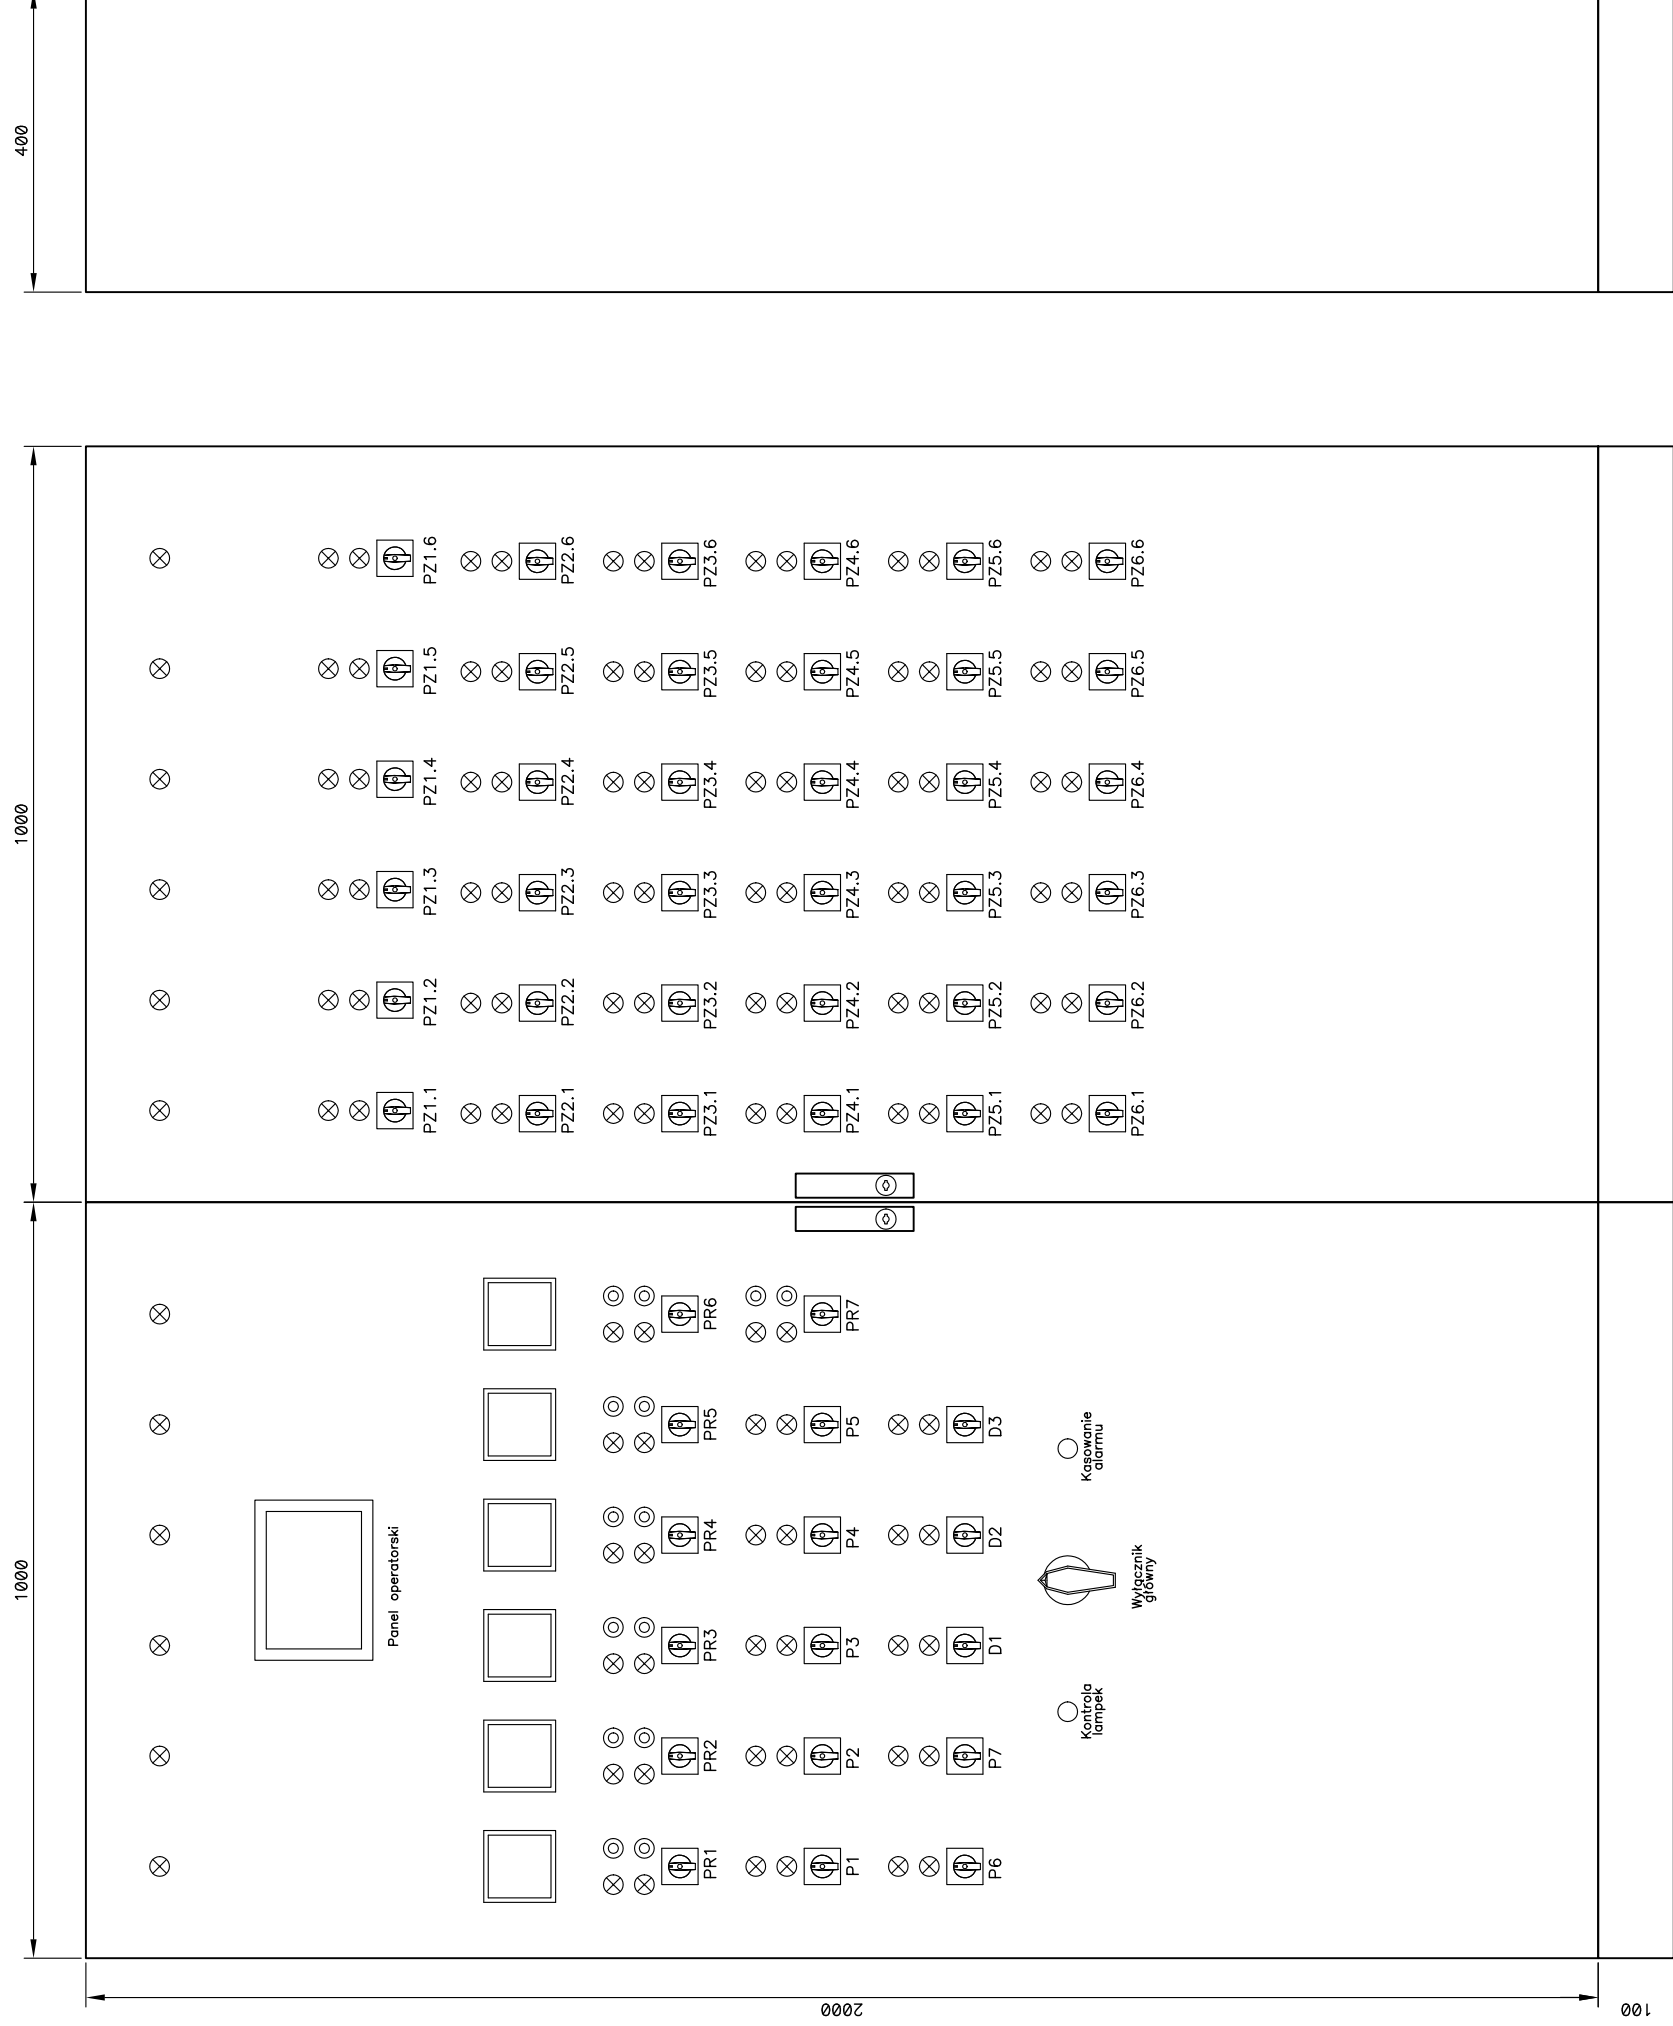 1000 1000 400
Panel operatorski
PZ1.1 PZ1.2 PZ1.3 PZ1.4 PZ1.5 PZ1.6
PZ2.1 PZ2.2 PZ2.3 PZ2.4 PZ2.5 PZ2.6
PR1 PR2 PR3 PR4 PR5 PR6 PZ3.1 PZ3.2 PZ3.3 PZ3.4 PZ3.5 PZ3.6
2000
P1 P2 P3 P4 P5 PR7 PZ4.1 PZ4.2 PZ4.3 PZ4.4 PZ4.5 PZ4.6
P6 P7 D1 D2 D3 PZ5.1 PZ5.2 PZ5.3 PZ5.4 PZ5.5 PZ5.6
Kontrola
lampek
Wyłącznik
główny
Kasowanie
alarmu
PZ6.1 PZ6.2 PZ6.3 PZ6.4 PZ6.5 PZ6.6
100